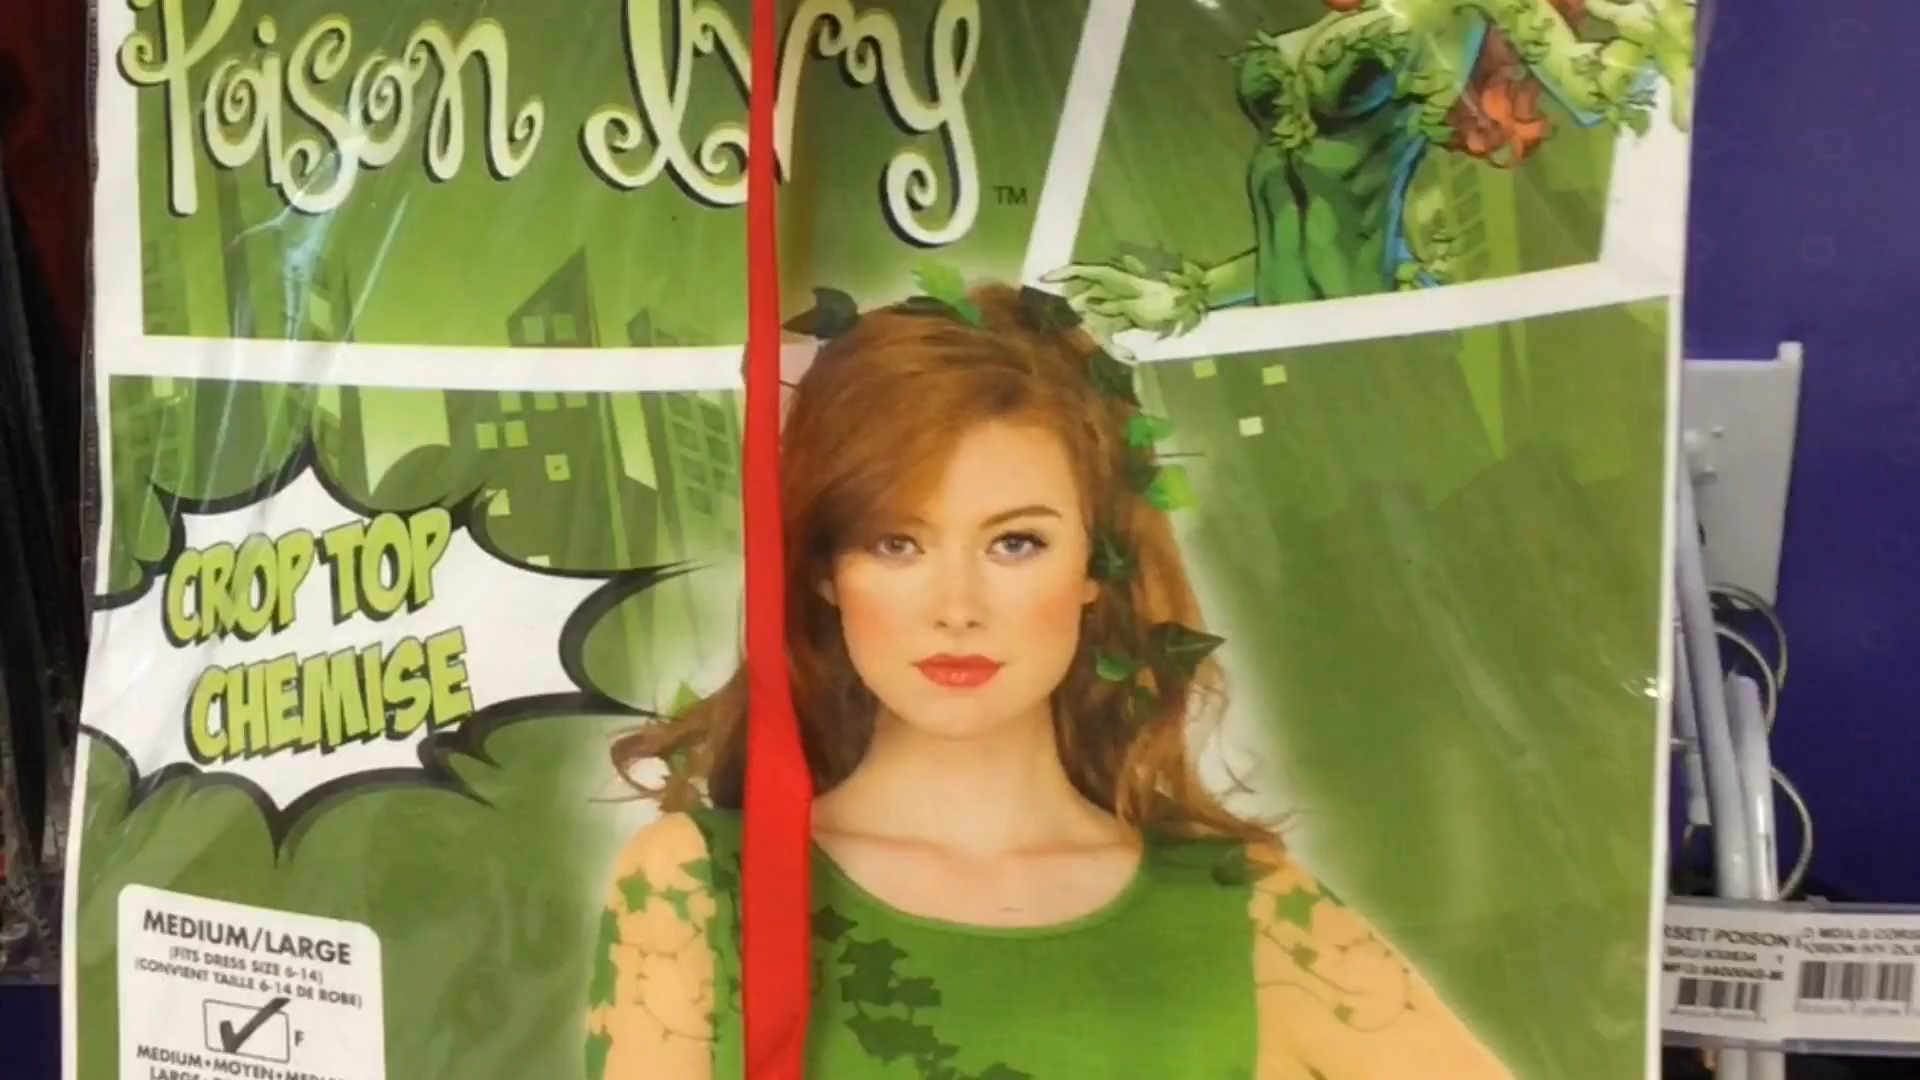 Poison Ivy
TM
CROP TOP
CHEMISE
MEDIUM/LARGE
(FITS DRESS SIZE 6-14)
(CONVIENT TAILLE 6-14 DE ROBE)
F
MEDIUM•MOYEN•
POISON